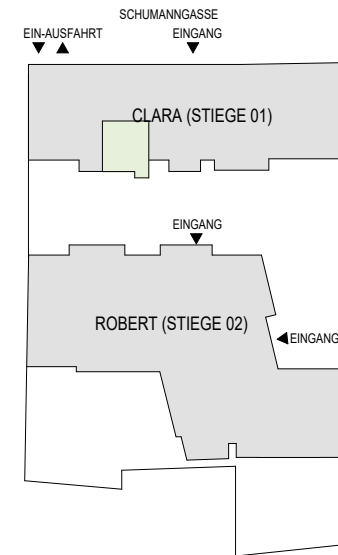 SCHUMANNGASSE
EIN-AUSFAHRT EINGANG
CLARA (STIEGE 01)
EINGANG
ROBERT (STIEGE 02)
EINGANG